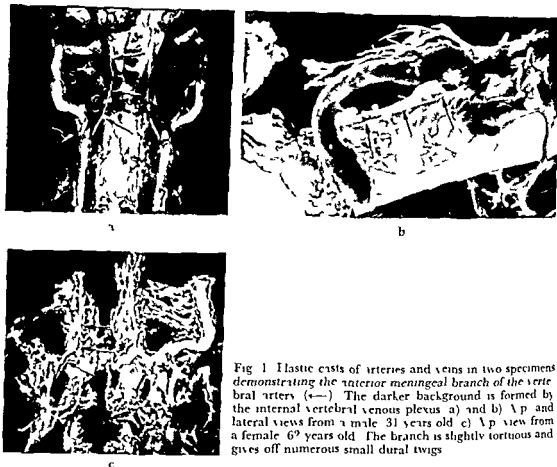 a
b
c
Fig 1 Plastic casts of arteries and veins in two specimens
demonstrating the anterior meningeal branch of the verte
bral artery (←—) The darker background is formed by
the internal vertebral venous plexus a) and b) A p and
lateral views from a male 31 years old c) A p view from
a female 69 years old The branch is slightly tortuous and
gives off numerous small dural twigs